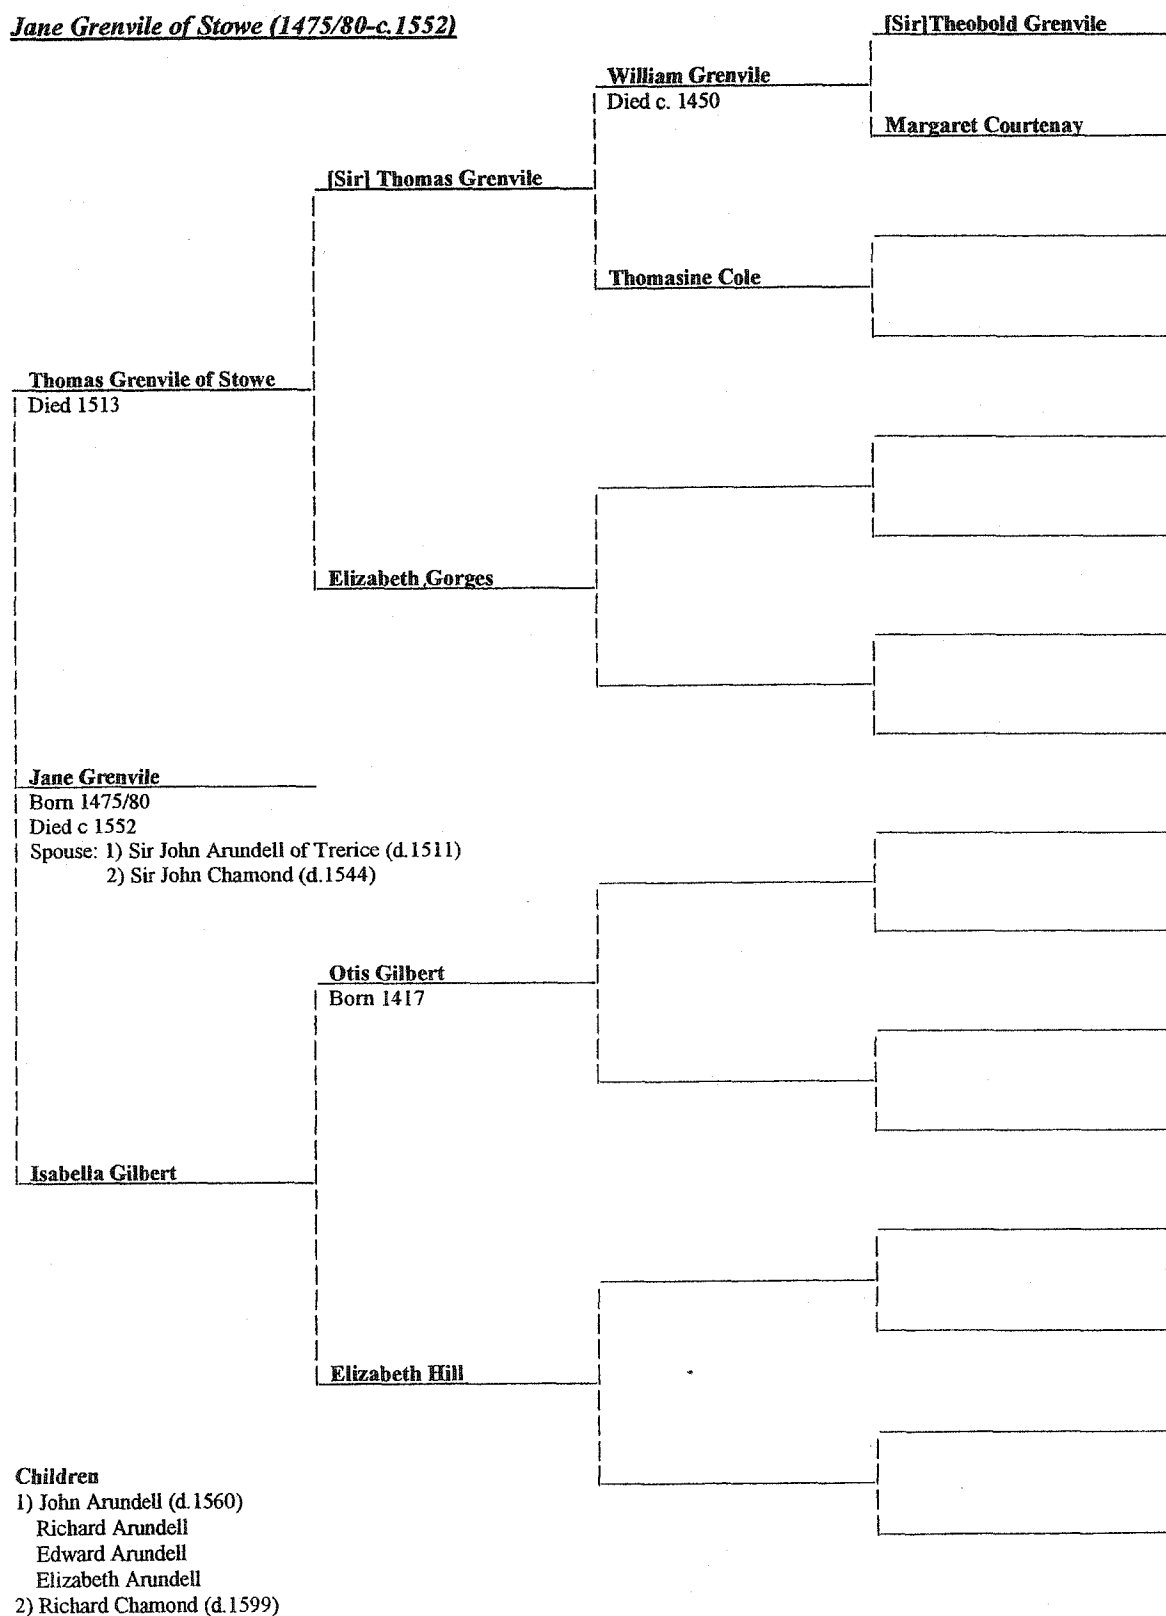 Jane Grenvile of Stowe (1475/80-c.1552)
[Sir]Theobold Grenvile
William Grenvile
Died c. 1450
Margaret Courtenay
[Sir] Thomas Grenvile
Thomasine Cole
Thomas Grenvile of Stowe
Died 1513
Elizabeth Gorges
Jane Grenvile
Born 1475/80
Died c 1552
Spouse: 1) Sir John Arundell of Trerice (d.1511)
2) Sir John Chamond (d.1544)
Otis Gilbert
Born 1417
Isabella Gilbert
Elizabeth Hill
Children
1) John Arundell (d.1560)
Richard Arundell
Edward Arundell
Elizabeth Arundell
2) Richard Chamond (d.1599)